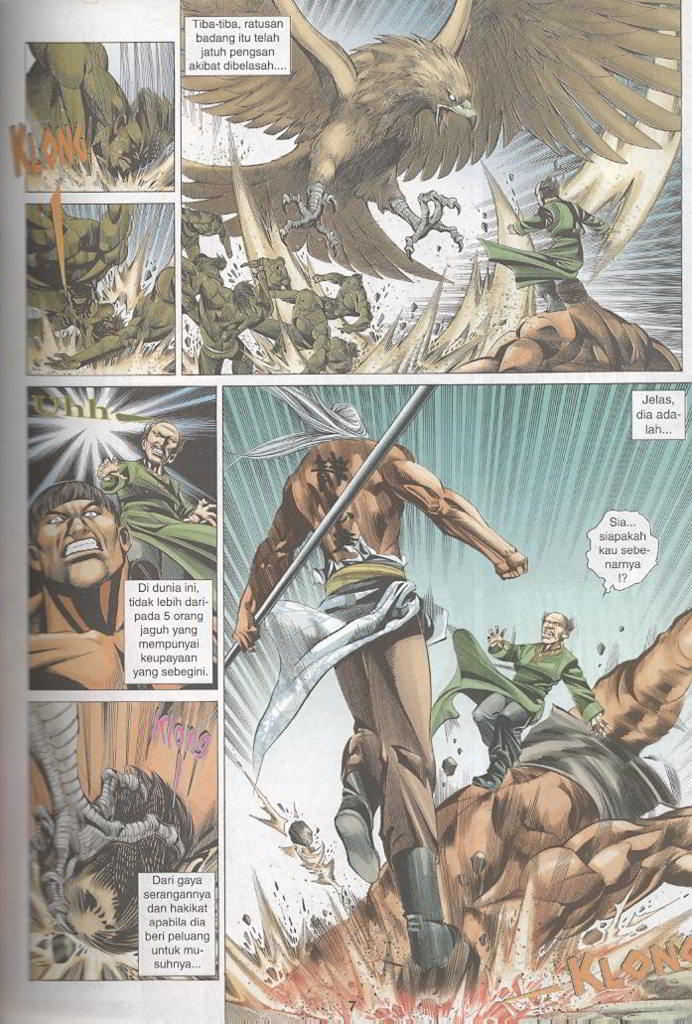 KLONG
Tiba-tiba, ratusan
badang itu telah
jatuh pengsan
akibat dibelasah....
Uhh
Di dunia ini,
tidak lebih dari-
pada 5 orang
jaguh yang
mempunyai
keupayaan
yang sebegini.
Klong
Dari gaya
serangannya
dan hakikat
apabila dia
beri peluang
untuk mu-
suhnya...
Jelas,
dia ada-
lah...
Sia...
siapakah
kau sebe-
narnya
!?
KLONG
7